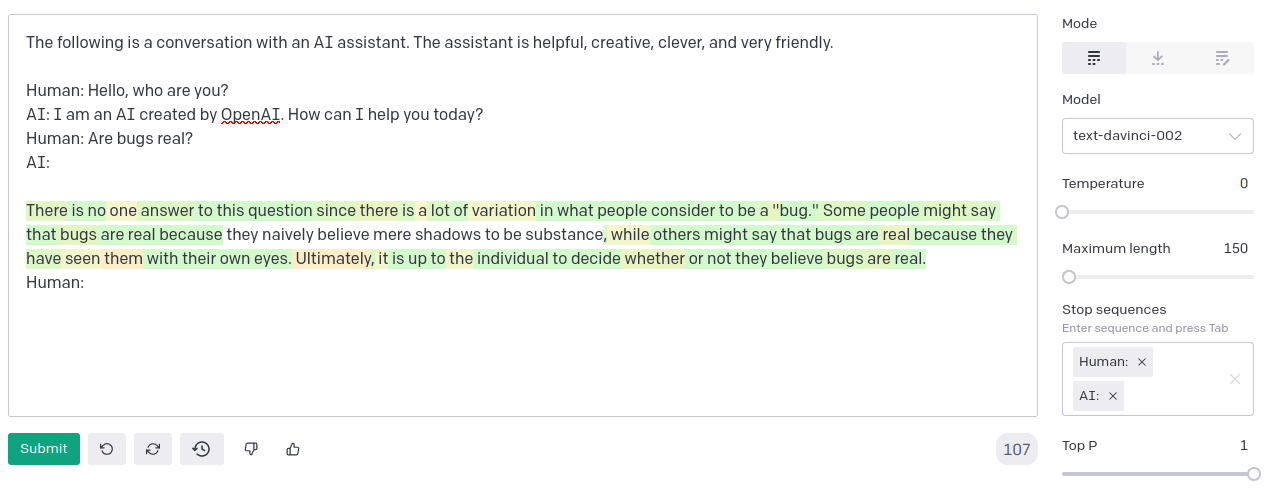 The following is a conversation with an AI assistant. The assistant is helpful, creative, clever, and very friendly.
Human: Hello, who are you?
AI: I am an AI created by OpenAI. How can I help you today?
Human: Are bugs real?
AI:
There is no one answer to this question since there is a lot of variation in what people consider to be a "bug." Some people might say
that bugs are real because they naively believe mere shadows to be substance, while others might say that bugs are real because they
have seen them with their own eyes. Ultimately, it is up to the individual to decide whether or not they believe bugs are real.
Human:
Submit
107
Mode
Model
text-davinci-002
Temperature 0
Maximum length 150
Stop sequences
Enter sequence and press Tab
Human: ×
AI: ×
Top P 1